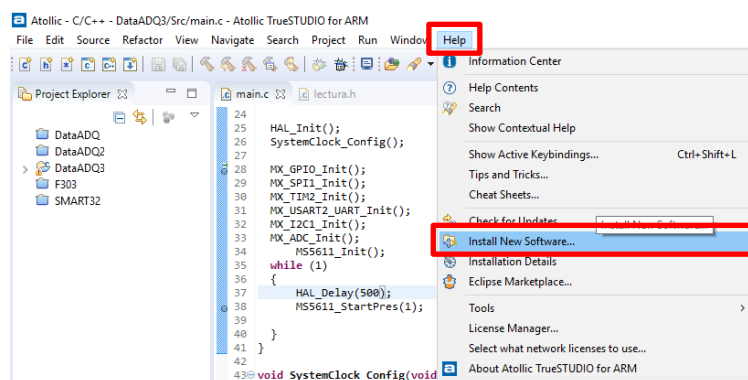 Atollic - C/C++ - DataADQ3/Src/main.c - Atollic TrueSTUDIO for ARM
File Edit Source Refactor View Navigate Search Project Run Window Help
Project Explorer
main.c
lectura.h
DataADQ
DataADQ2
DataADQ3
F303
SMART32
24
25 HAL_Init();
26 SystemClock_Config();
27
28 MX_GPIO_Init();
29 MX_SPI1_Init();
30 MX_TIM2_Init();
31 MX_USART2_UART_Init();
32 MX_I2C1_Init();
33 MX_ADC_Init();
34 MS5611_Init();
35 while (1)
36 {
37 HAL_Delay(500);
38 MS5611_StartPres(1);
39
40 }
41 }
42
43 void SystemClock_Config(void
Information Center
Help Contents
Search
Show Contextual Help
Show Active Keybindings... Ctrl+Shift+L
Tips and Tricks...
Cheat Sheets...
Check for Updates
Install New Software...
Installation Details
Eclipse Marketplace...
Tools
License Manager...
Select what network licenses to use...
About Atollic TrueSTUDIO for ARM